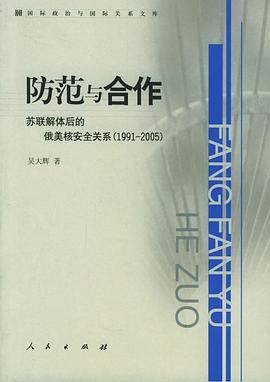 国际政治与国际关系文库
防范与合作
苏联解体后的
俄美核安全关系(1991-2005)
吴大辉 著
FANG FAN YU
HE ZUO
人民出版社